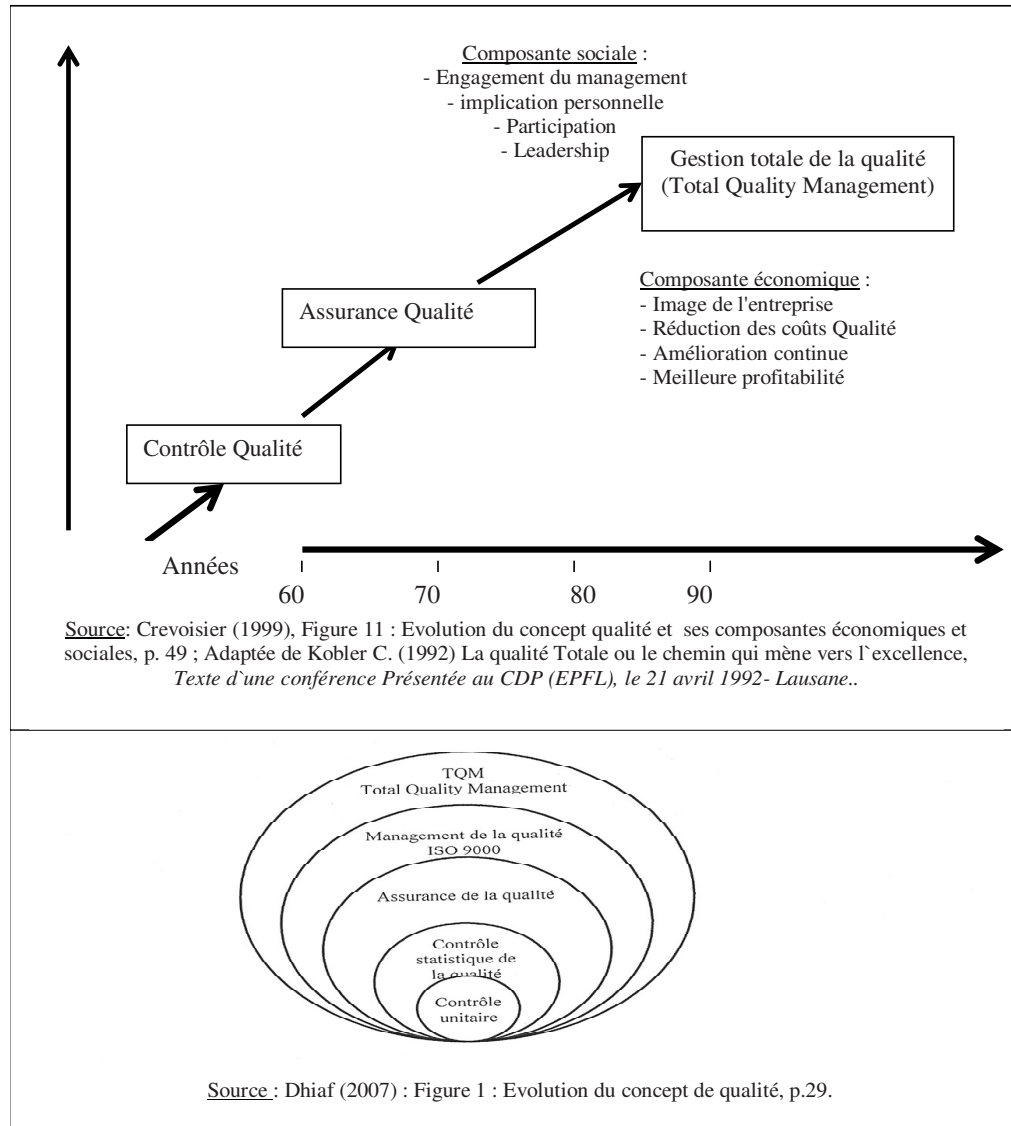 Composante sociale :
- Engagement du management
- implication personnelle
- Participation
- Leadership
Gestion totale de la qualité
(Total Quality Management)
Composante économique :
- Image de l'entreprise
- Réduction des coûts Qualité
- Amélioration continue
- Meilleure profitabilité
Assurance Qualité
Contrôle Qualité
Années
60 70 80 90
Source: Crevoisier (1999), Figure 11 : Evolution du concept qualité et ses composantes économiques et
sociales, p. 49 ; Adaptée de Kobler C. (1992) La qualité Totale ou le chemin qui mène vers l`excellence,
Texte d`une conférence Présentée au CDP (EPFL), le 21 avril 1992- Lausane..
TQM
Total Quality Management
Management de la qualité
ISO 9000
Assurance de la qualité
Contrôle
statistique de
la qualité
Contrôle
unitaire
Source : Dhiaf (2007) : Figure 1 : Evolution du concept de qualité, p.29.